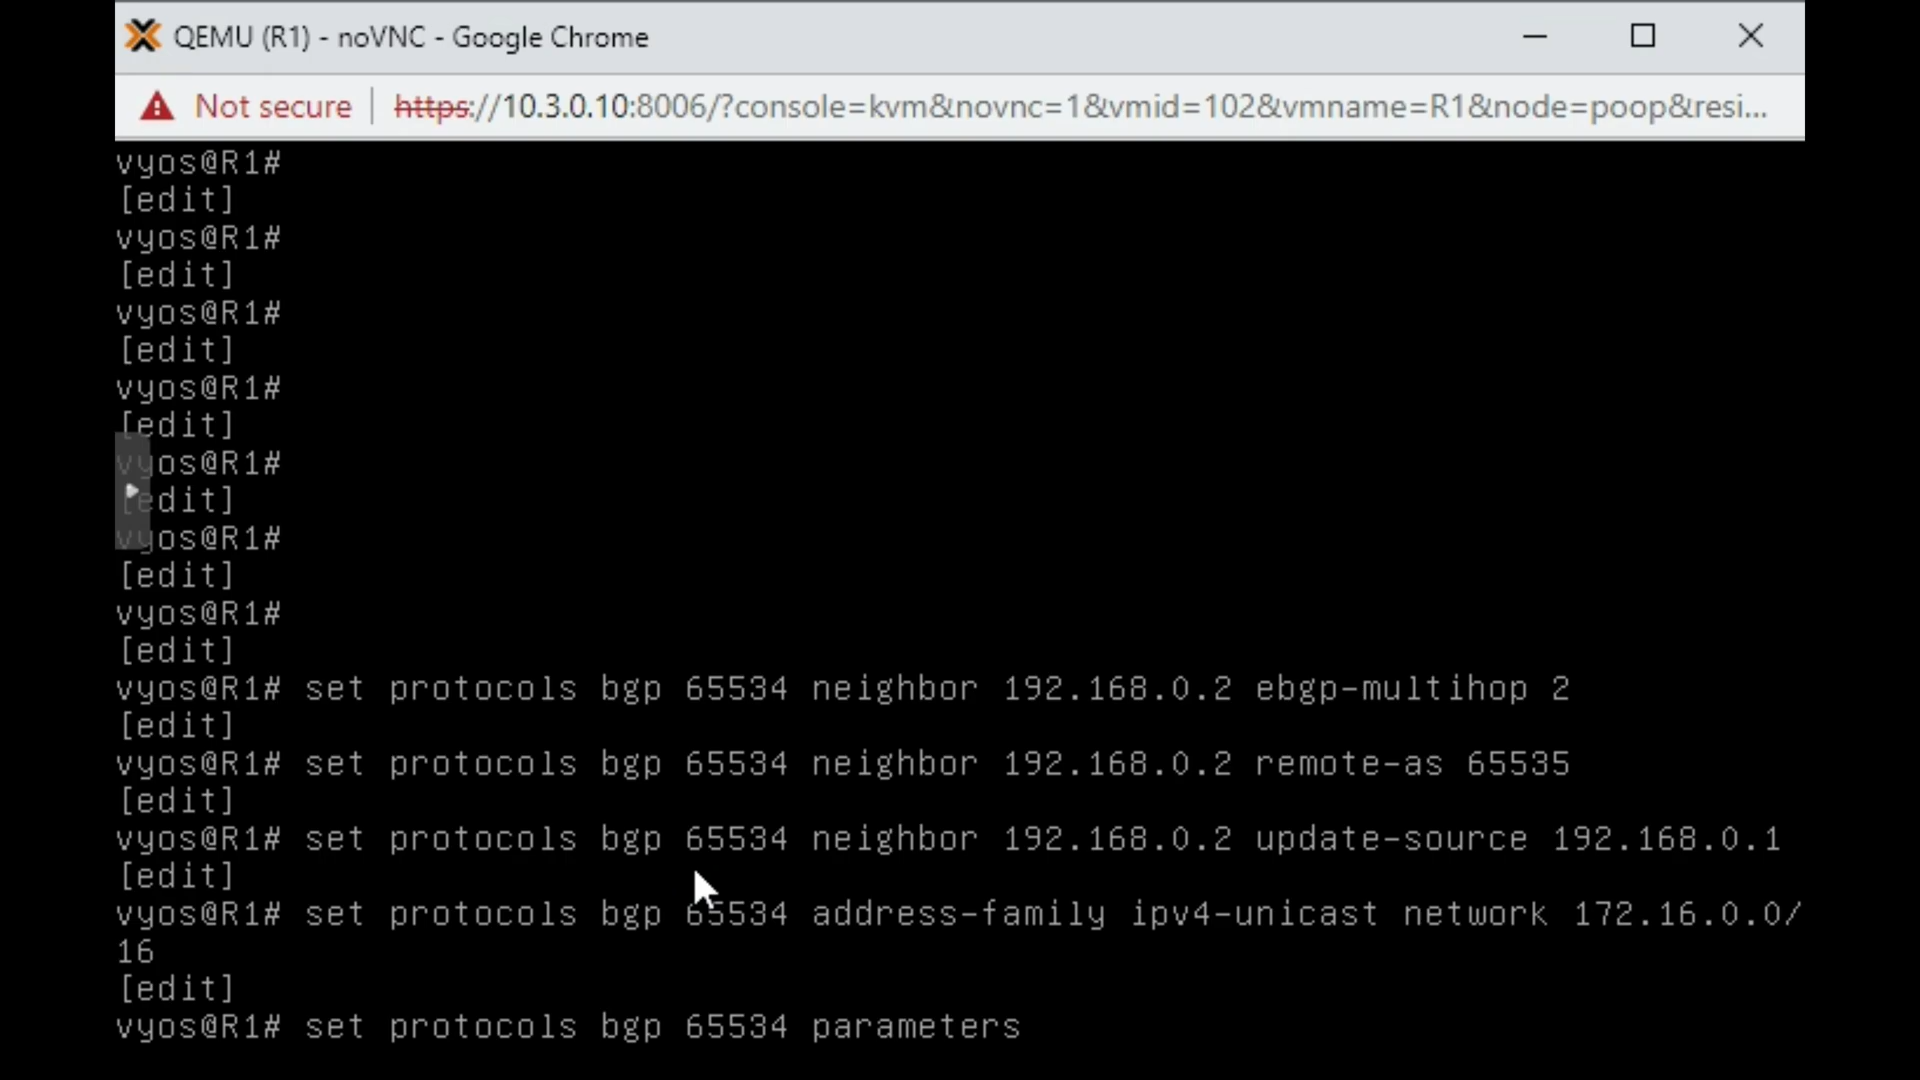 QEMU (R1) - noVNC - Google Chrome
Not secure | https://10.3.0.10:8006/?console=kvm&novnc=1&vmid=102&vmname=R1&node=poop&resi...
vyos@R1#
[edit]
vyos@R1#
[edit]
vyos@R1#
[edit]
vyos@R1#
[edit]
vyos@R1#
[edit]
vyos@R1#
[edit]
vyos@R1#
[edit]
vyos@R1# set protocols bgp 65534 neighbor 192.168.0.2 ebgp-multihop 2
[edit]
vyos@R1# set protocols bgp 65534 neighbor 192.168.0.2 remote-as 65535
[edit]
vyos@R1# set protocols bgp 65534 neighbor 192.168.0.2 update-source 192.168.0.1
[edit]
vyos@R1# set protocols bgp 65534 address-family ipv4-unicast network 172.16.0.0/
16
[edit]
vyos@R1# set protocols bgp 65534 parameters